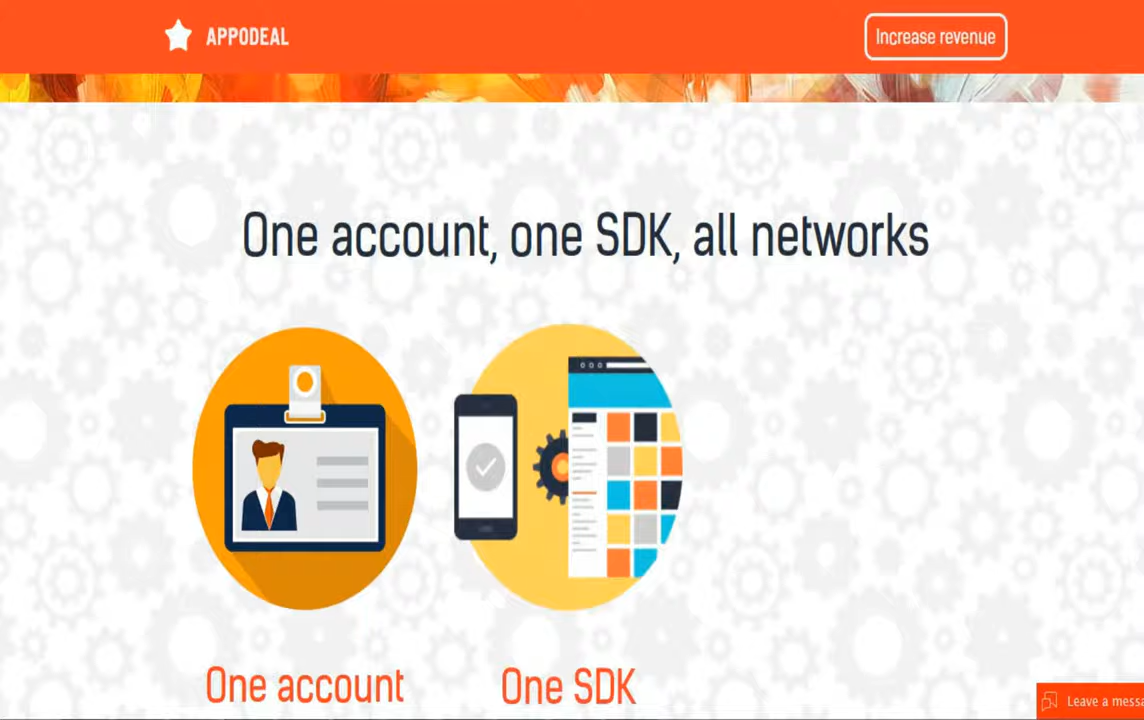 APPODEAL
Increase revenue
One account, one SDK, all networks
One account
One SDK
Leave a messa